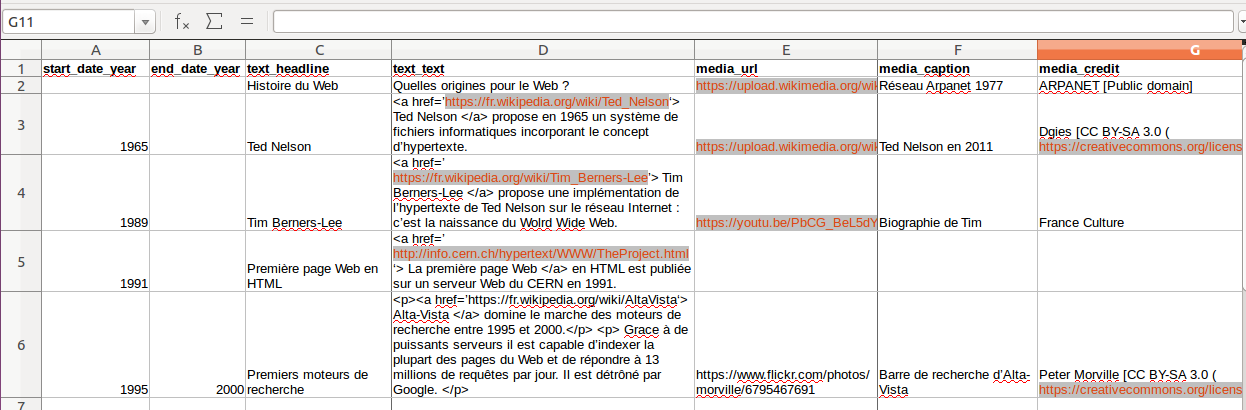 G11
A B C D E F G
1 start_date_year end_date_year text_headline text_text media_url media_caption media_credit
2 Histoire du Web Quelles origines pour le Web ? https://upload.wikimedia.org/wik Réseau Arpanet 1977 ARPANET [Public domain]
<a href='https://fr.wikipedia.org/wiki/Ted_Nelson'>
3 Ted Nelson </a> propose en 1965 un système de
fichiers informatiques incorporant le concept Dgies [CC BY-SA 3.0 (
1965 Ted Nelson d'hypertexte. https://upload.wikimedia.org/wik Ted Nelson en 2011 https://creativecommons.org/licens
<a href='
https://fr.wikipedia.org/wiki/Tim_Berners-Lee'> Tim
4 Berners-Lee </a> propose une implémentation de
l'hypertexte de Ted Nelson sur le réseau Internet :
1989 Tim Berners-Lee c'est la naissance du Wolrd Wide Web. https://youtu.be/PbCG_BeL5dY Biographie de Tim France Culture
<a href='
http://info.cern.ch/hypertext/WWW/TheProject.html
5 Première page Web en '> La première page Web </a> en HTML est publiée
1991 HTML sur un serveur Web du CERN en 1991.
<p><a href='https://fr.wikipedia.org/wiki/AltaVista'>
Alta-Vista </a> domine le marche des moteurs de
recherche entre 1995 et 2000.</p> <p> Grace à de
6 puissants serveurs il est capable d'indexer la
plupart des pages du Web et de répondre à 13
Premiers moteurs de millions de requêtes par jour. Il est détrôné par https://www.flickr.com/photos/ Barre de recherche d'Alta- Peter Morville [CC BY-SA 3.0 (
1995 2000 recherche Google. </p> morville/6795467691 Vista https://creativecommons.org/licens
7